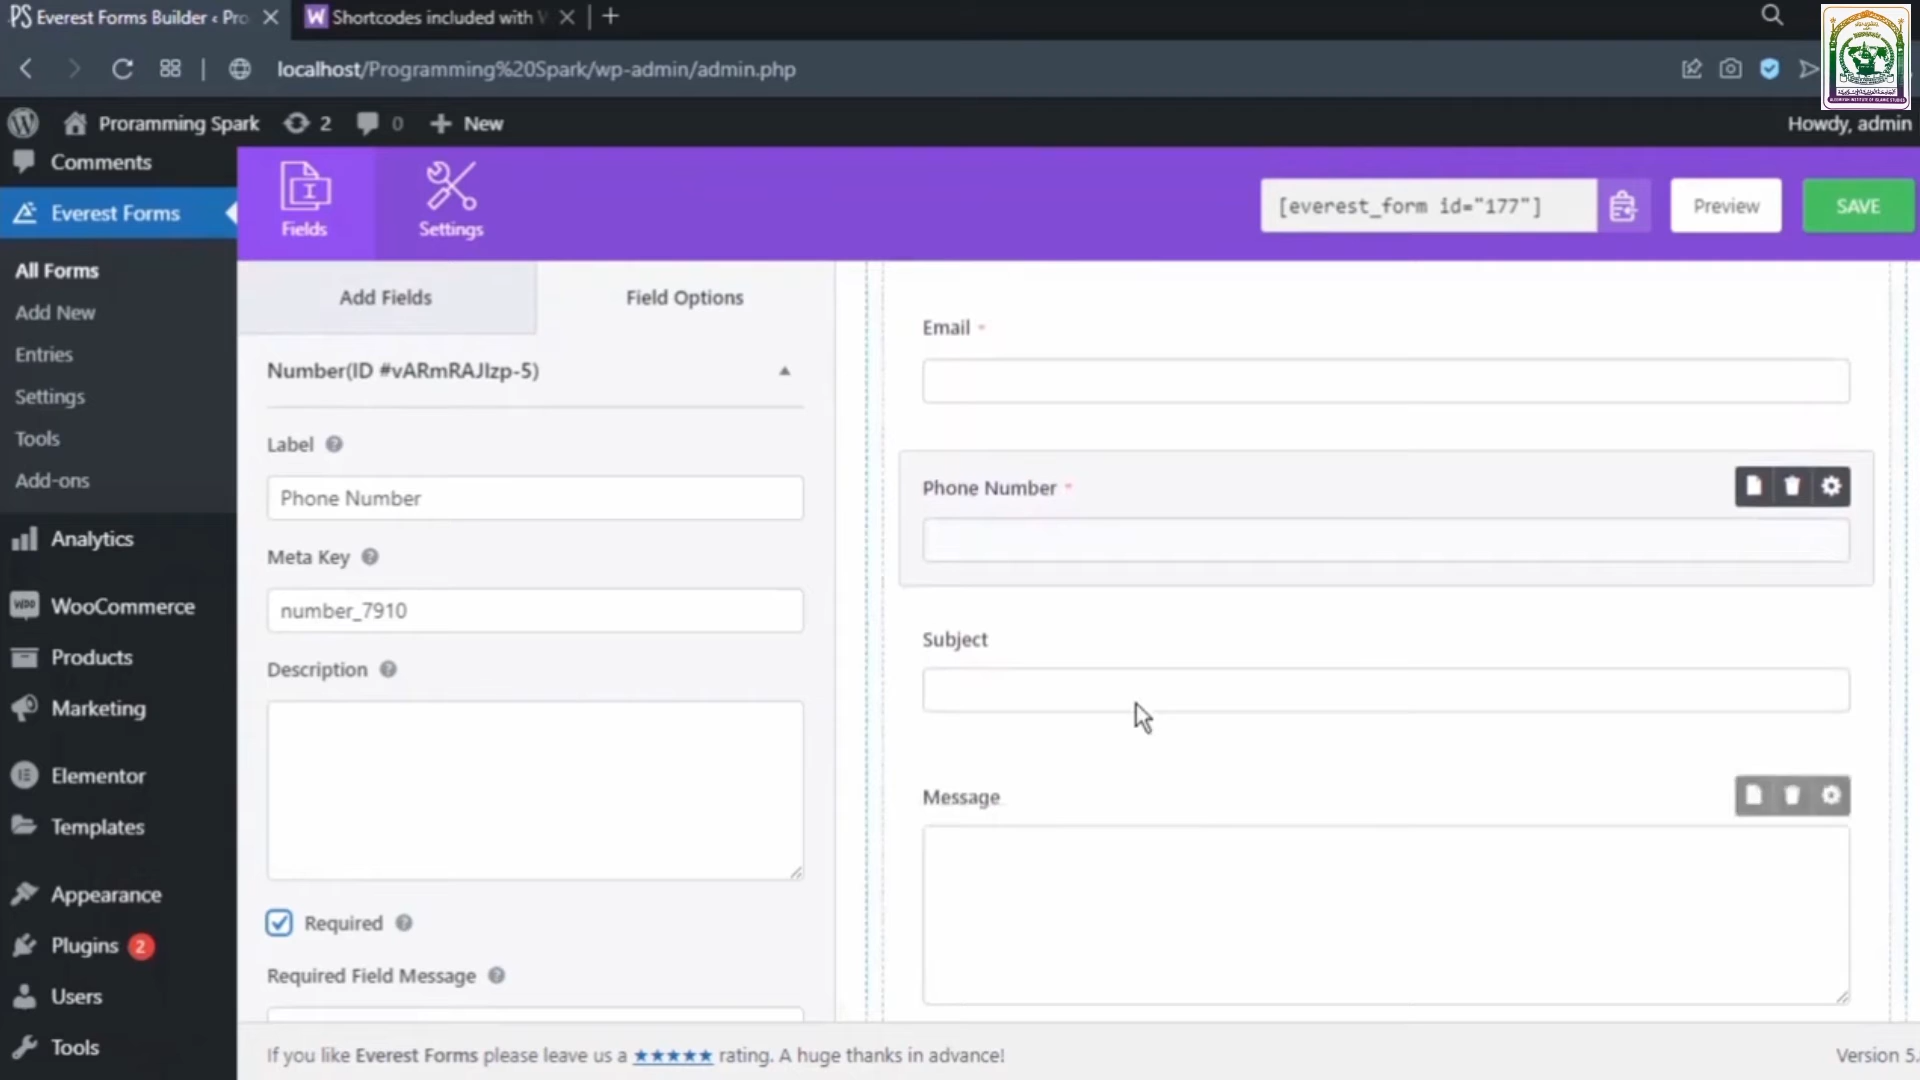 Everest Forms Builder ‹ Pro
Shortcodes included with
localhost/Programming%20Spark/wp-admin/admin.php
Proramming Spark
2
0
New
Howdy, admin
Comments
Everest Forms
All Forms
Add New
Entries
Settings
Tools
Add-ons
Analytics
WooCommerce
Products
Marketing
Elementor
Templates
Appearance
Plugins 2
Users
Tools
Fields
Settings
[everest_form id="177"]
Preview
SAVE
Add Fields
Field Options
Number(ID #vARmRAJIzp-5)
Label
Phone Number
Meta Key
number_7910
Description
Required
Required Field Message
Email *
Phone Number *
Subject
Message
If you like Everest Forms please leave us a ★★★★★ rating. A huge thanks in advance!
Version 5.